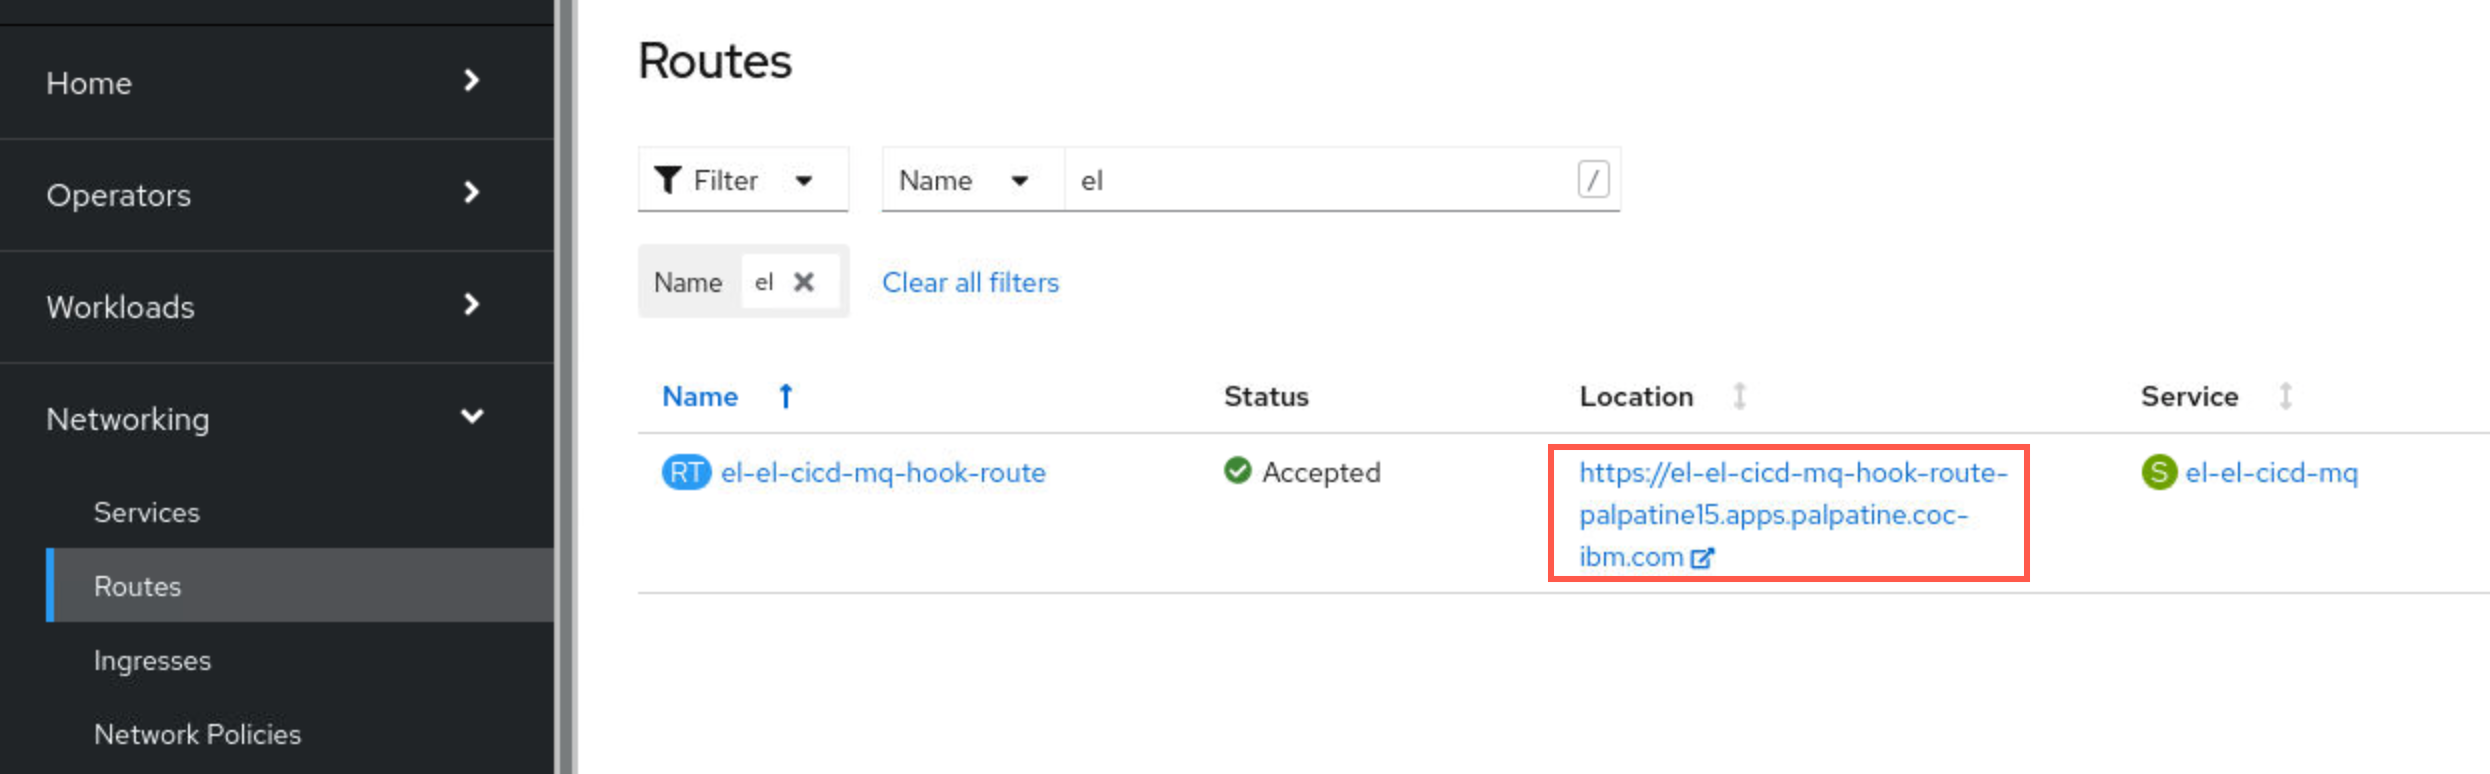 Home
Operators
Workloads
Networking
Services
Routes
Ingresses
Network Policies
Routes
Filter Name el /
Name el Clear all filters
Name Status Location Service
RT el-el-cicd-mq-hook-route Accepted https://el-el-cicd-mq-hook-route- S el-el-cicd-mq
palpatine15.apps.palpatine.coc-
ibm.com